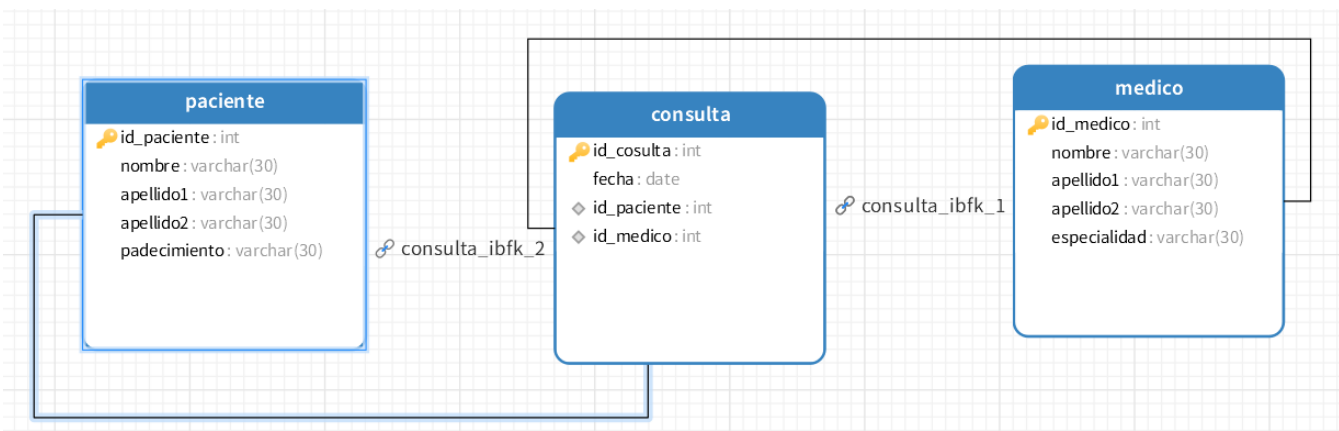 paciente
id_paciente : int
nombre : varchar(30)
apellido1 : varchar(30)
apellido2 : varchar(30)
padecimiento : varchar(30)
consulta_ibfk_2
consulta
id_cosulta : int
fecha : date
id_paciente : int
id_medico : int
consulta_ibfk_1
medico
id_medico : int
nombre : varchar(30)
apellido1 : varchar(30)
apellido2 : varchar(30)
especialidad : varchar(30)